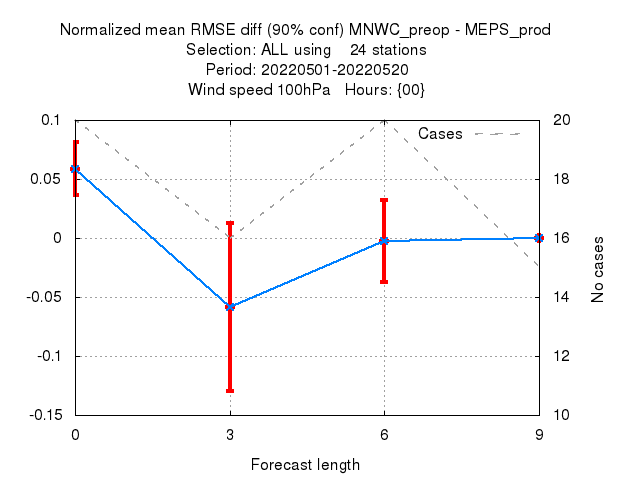 Normalized mean RMSE diff (90% conf) MNWC_preop - MEPS_prod
Selection: ALL using    24 stations
Period: 20220501-20220520
Wind speed 100hPa   Hours: {00}
Cases
0.1
0.05
0
-0.05
-0.1
-0.15
20
18
16
14
12
10
No cases
0 3 6 9
Forecast length